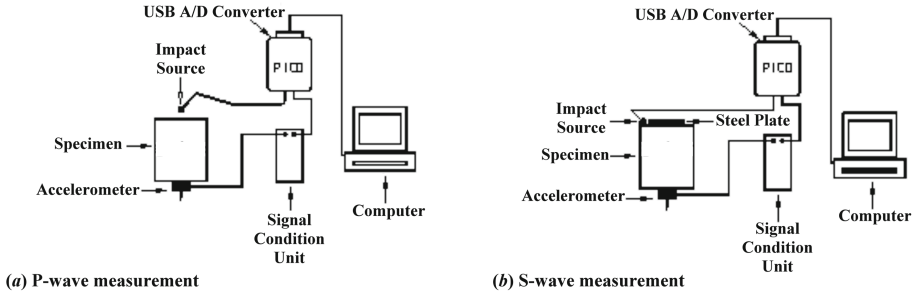 USB A/D Converter
Impact
Source
PICO
Specimen
Accelerometer
Signal
Condition
Unit
Computer
(a) P-wave measurement
USB A/D Converter
PICO
Impact
Source
Steel Plate
Specimen
Accelerometer
Signal
Condition
Unit
Computer
(b) S-wave measurement